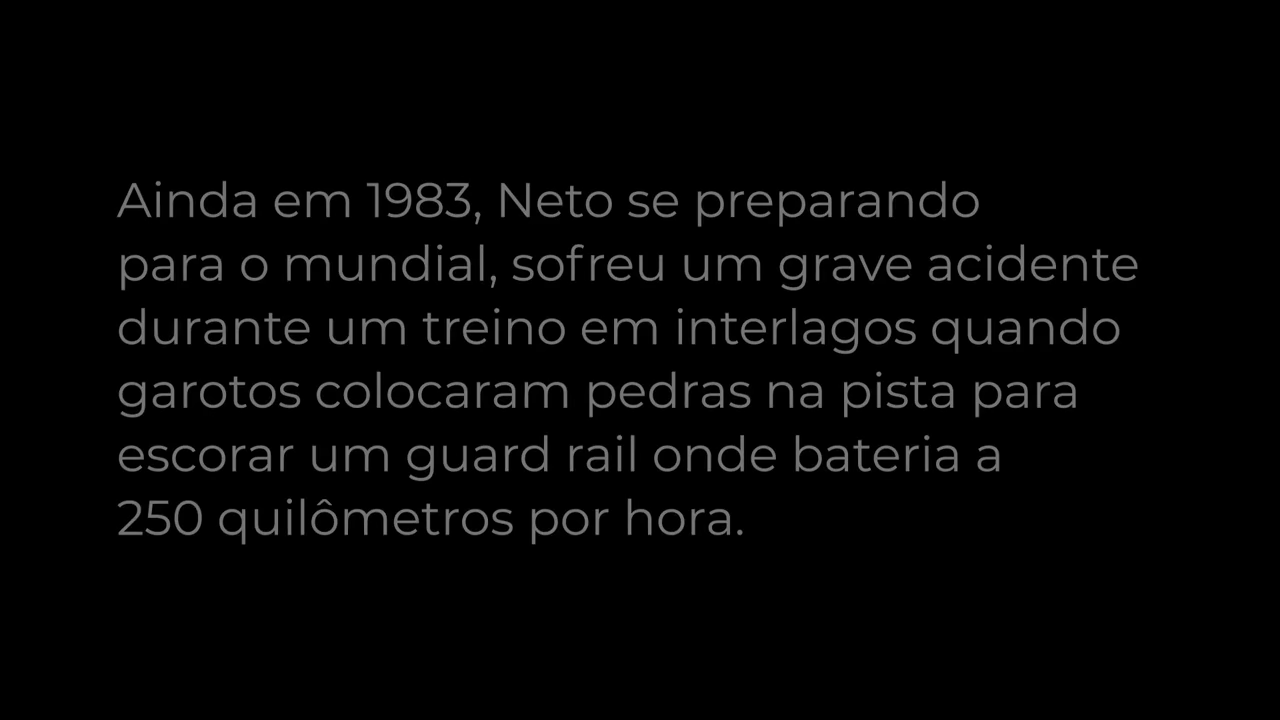 Ainda em 1983, Neto se preparando
para o mundial, sofreu um grave acidente
durante um treino em interlagos quando
garotos colocaram pedras na pista para
escorar um guard rail onde bateria a
250 quilômetros por hora.